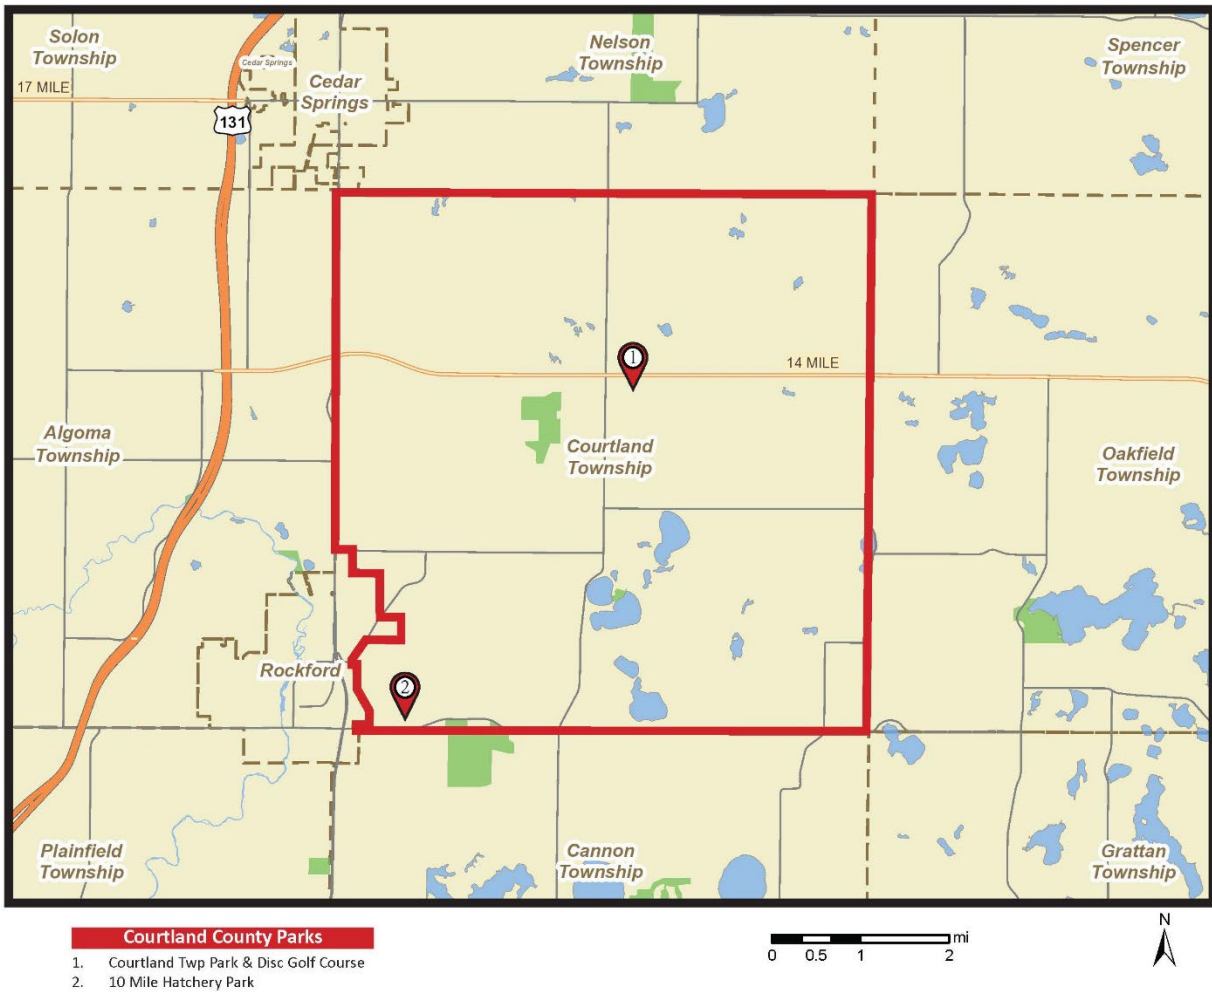 Solon
Township
Nelson
Township
Spencer
Township
Cedar Springs
Cedar
Springs
17 MILE
131
1
14 MILE
Algoma
Township
Courtland
Township
Oakfield
Township
Rockford
2
Plainfield
Township
Cannon
Township
Grattan
Township
Courtland County Parks
1. Courtland Twp Park & Disc Golf Course
2. 10 Mile Hatchery Park
mi
0 0.5 1 2
N